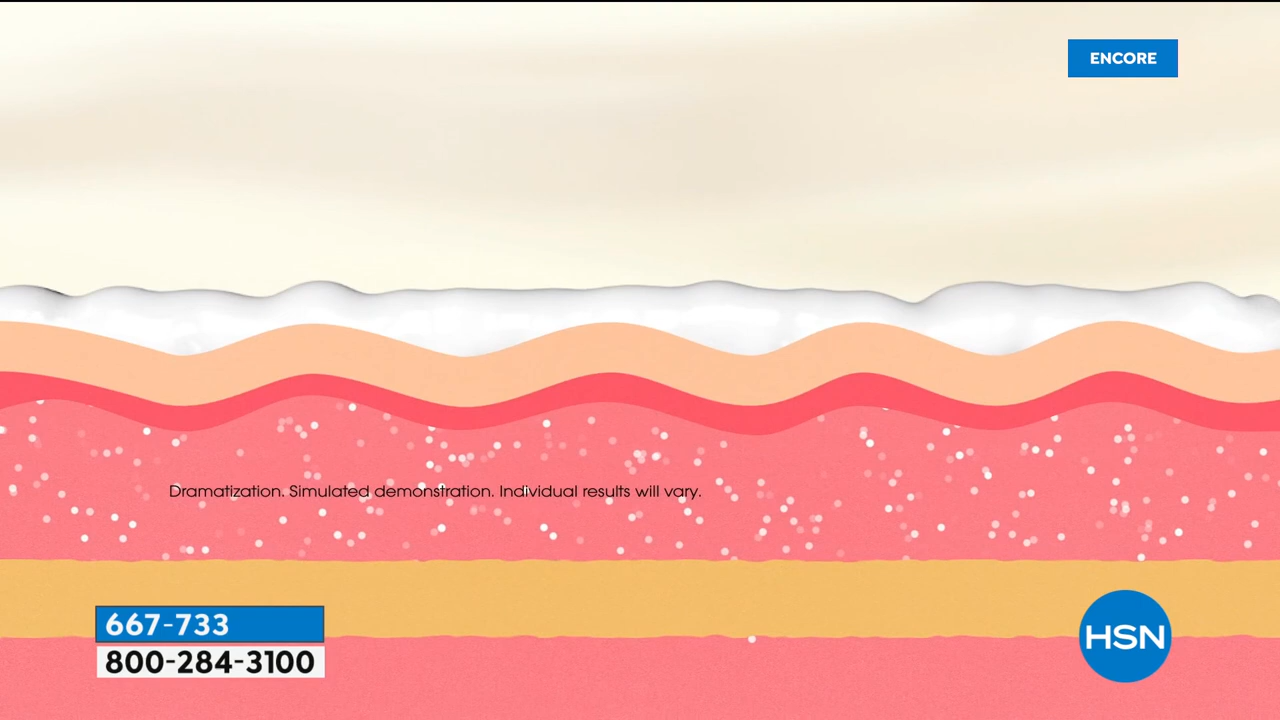 ENCORE
Dramatization. Simulated demonstration. Individual results will vary.
667-733
800-284-3100
HSN